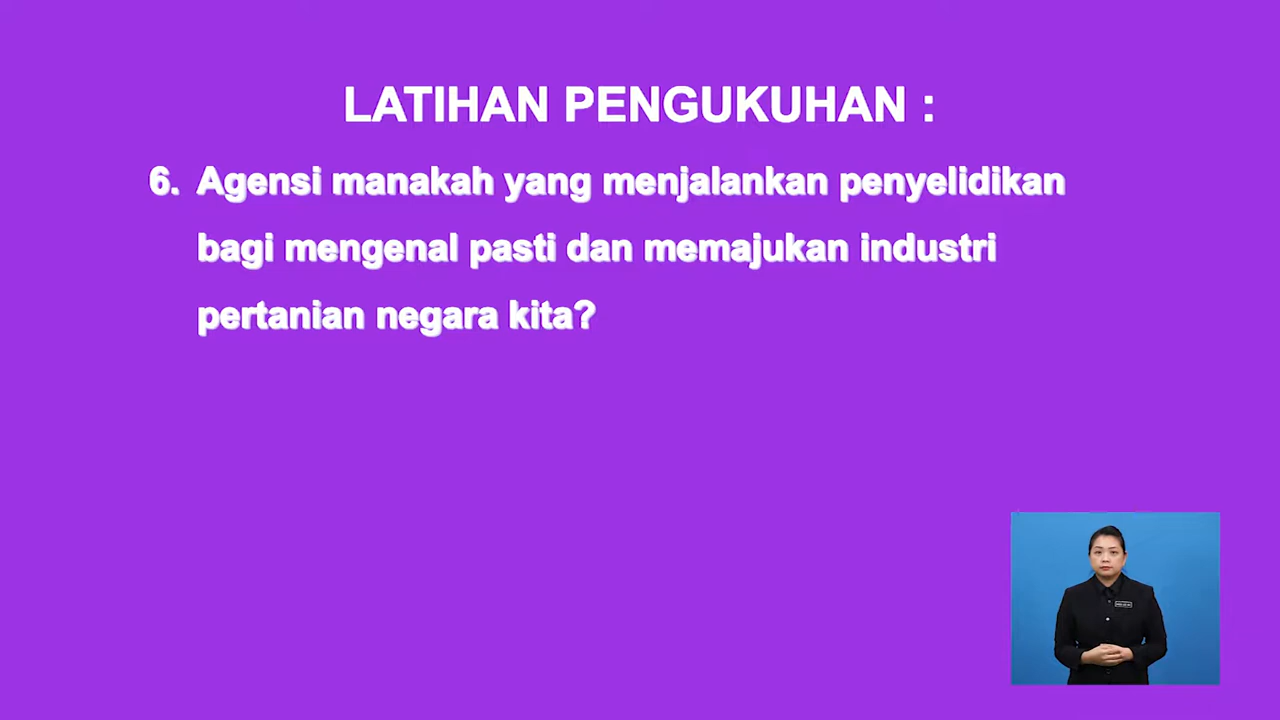 LATIHAN PENGUKUHAN :
6. Agensi manakah yang menjalankan penyelidikan
bagi mengenal pasti dan memajukan industri
pertanian negara kita?